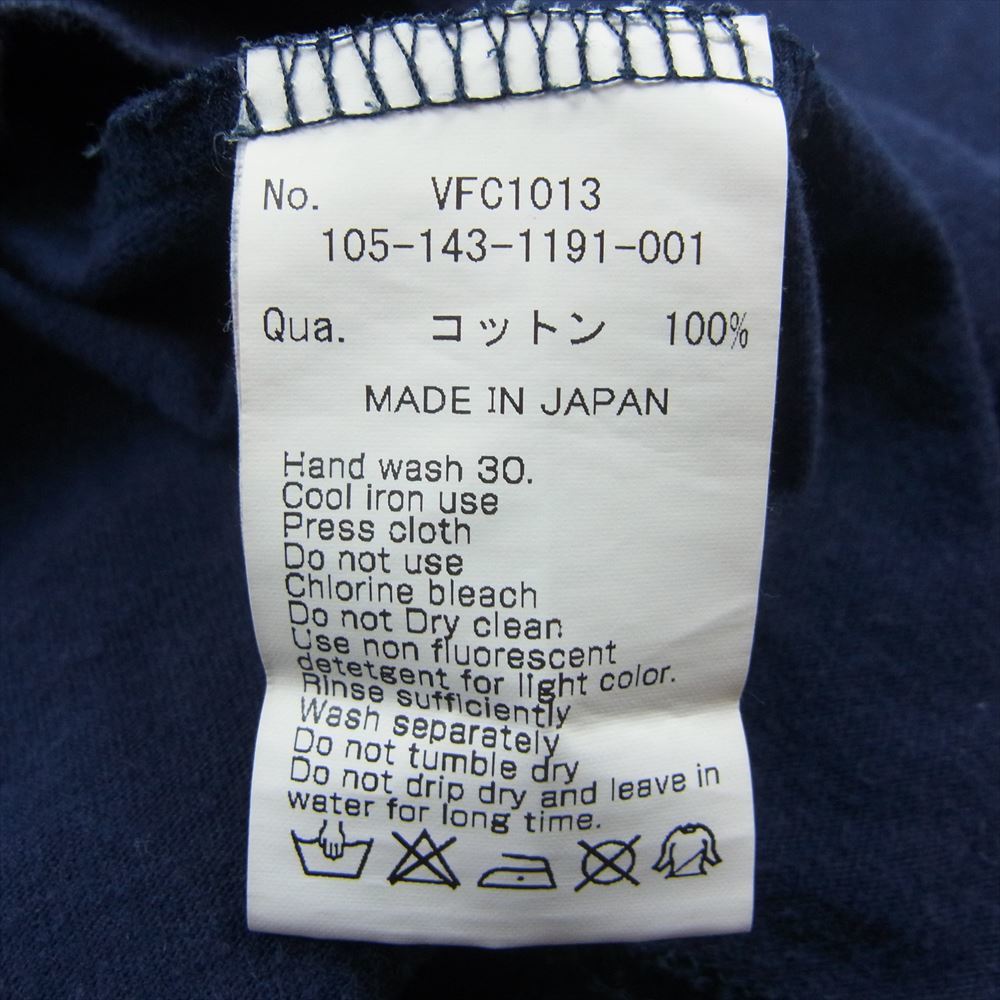 No. VFC1013
105-143-1191-001
Qua. コットン 100%
MADE IN JAPAN
Hand wash 30.
Cool iron use
Press cloth
Do not use
Chlorine bleach
Do not Dry clean
Use non fluorescent
detetgent for light color.
Rinse sufficiently
Wash separately
Do not tumble dry
Do not drip dry and leave in
water for long time.